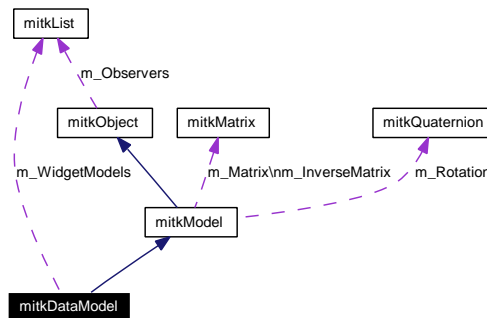 mitkList
m_Observers
mitkObject
mitkMatrix
mitkQuaternion
m_WidgetModels
m_Matrix\nm_InverseMatrix
m_Rotation
mitkModel
mitkDataModel